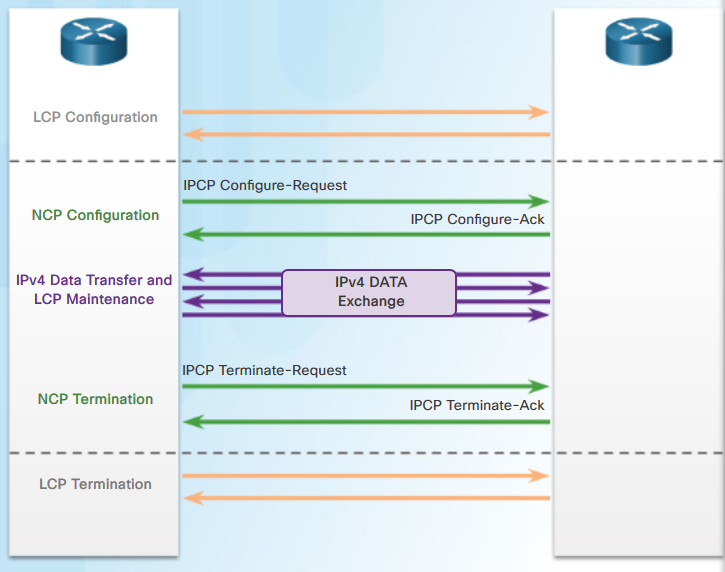 LCP Configuration
IPCP Configure-Request
NCP Configuration
IPCP Configure-Ack
IPv4 Data Transfer and
LCP Maintenance
IPv4 DATA
Exchange
IPCP Terminate-Request
NCP Termination
IPCP Terminate-Ack
LCP Termination